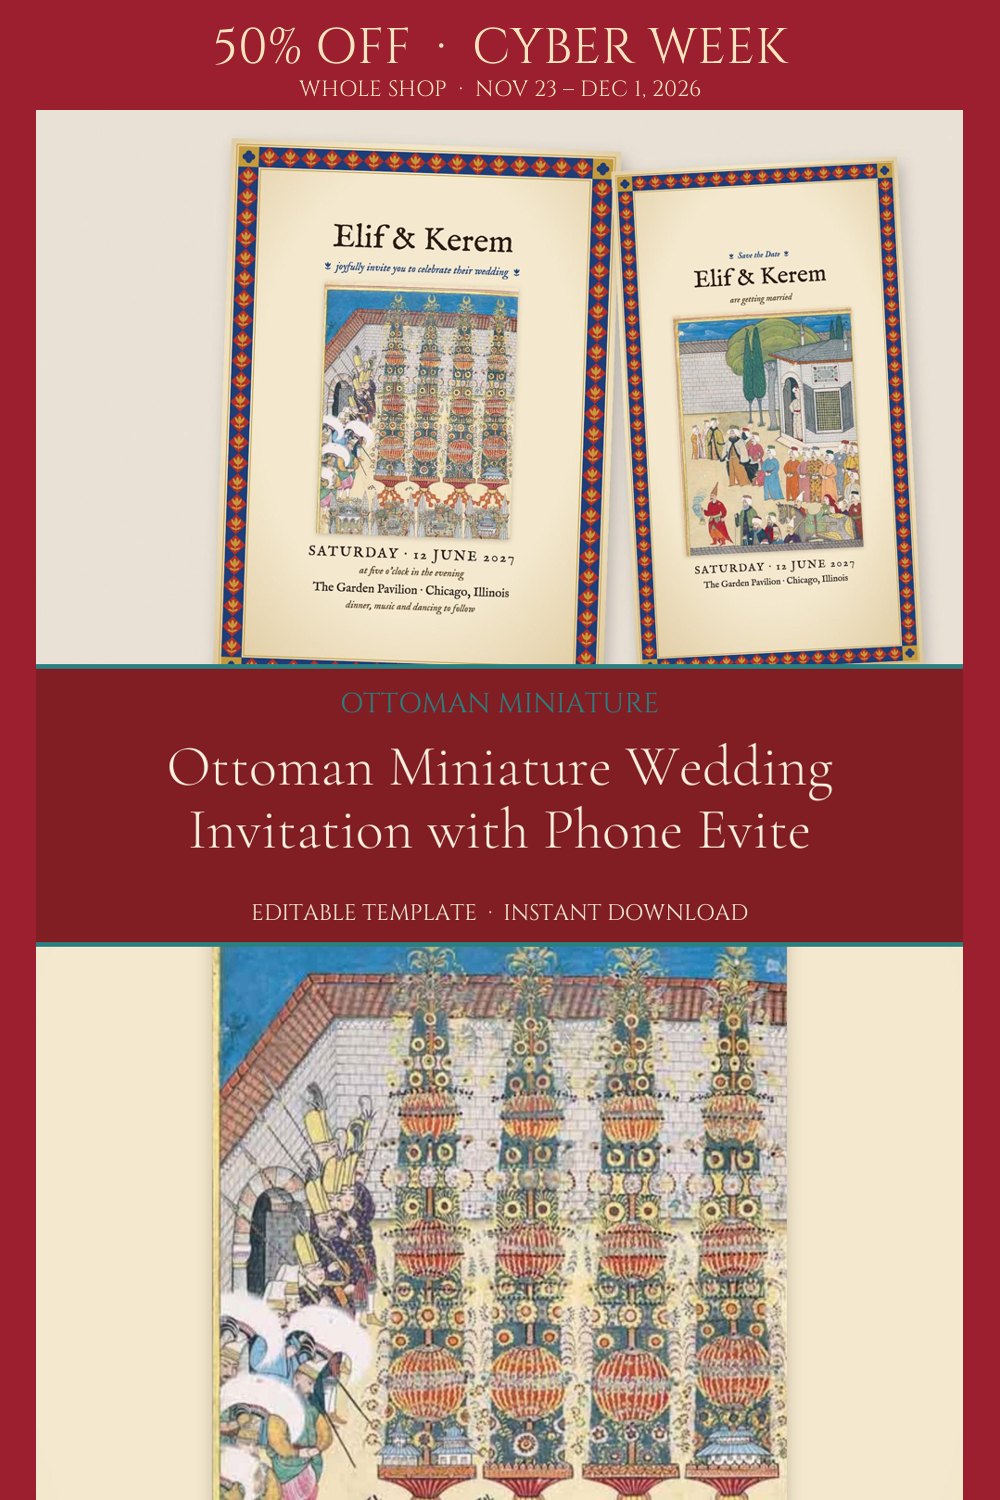 50% OFF · CYBER WEEK
WHOLE SHOP · NOV 23 – DEC 1, 2026
Elif & Kerem
joyfully invite you to celebrate their wedding
SATURDAY · 12 JUNE 2027
at five o'clock in the evening
The Garden Pavilion · Chicago, Illinois
dinner, music and dancing to follow
Save the Date
Elif & Kerem
are getting married
SATURDAY · 12 JUNE 2027
The Garden Pavilion · Chicago, Illinois
OTTOMAN MINIATURE
Ottoman Miniature Wedding
Invitation with Phone Evite
EDITABLE TEMPLATE · INSTANT DOWNLOAD